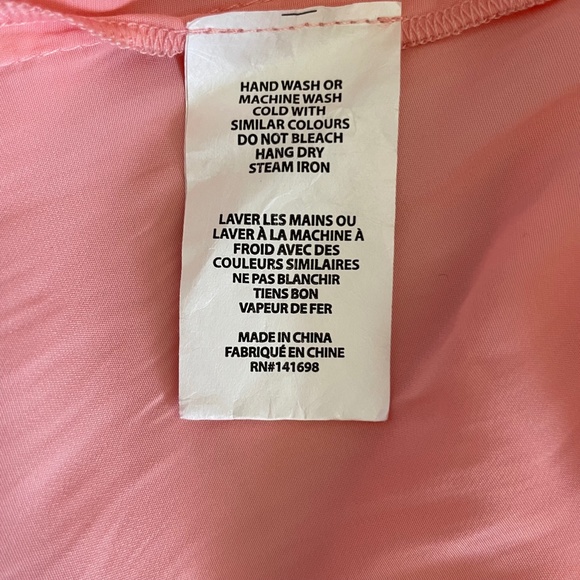 HAND WASH OR
MACHINE WASH
COLD WITH
SIMILAR COLOURS
DO NOT BLEACH
HANG DRY
STEAM IRON
LAVER LES MAINS OU
LAVER À LA MACHINE À
FROID AVEC DES
COULEURS SIMILAIRES
NE PAS BLANCHIR
TIENS BON
VAPEUR DE FER
MADE IN CHINA
FABRIQUÉ EN CHINE
RN#141698